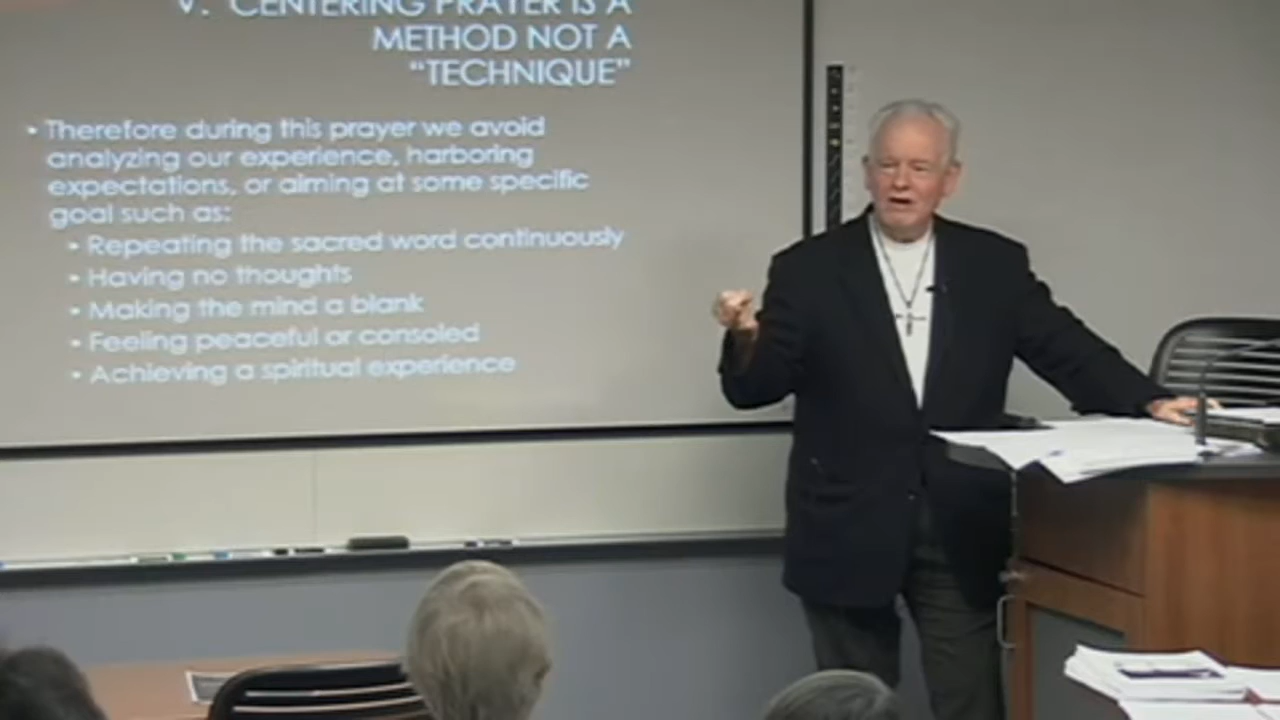 V. CENTERING PRAYER IS A
METHOD NOT A
“TECHNIQUE”
• Therefore during this prayer we avoid
analyzing our experience, harboring
expectations, or aiming at some specific
goal such as:
• Repeating the sacred word continuously
• Having no thoughts
• Making the mind a blank
• Feeling peaceful or consoled
• Achieving a spiritual experience